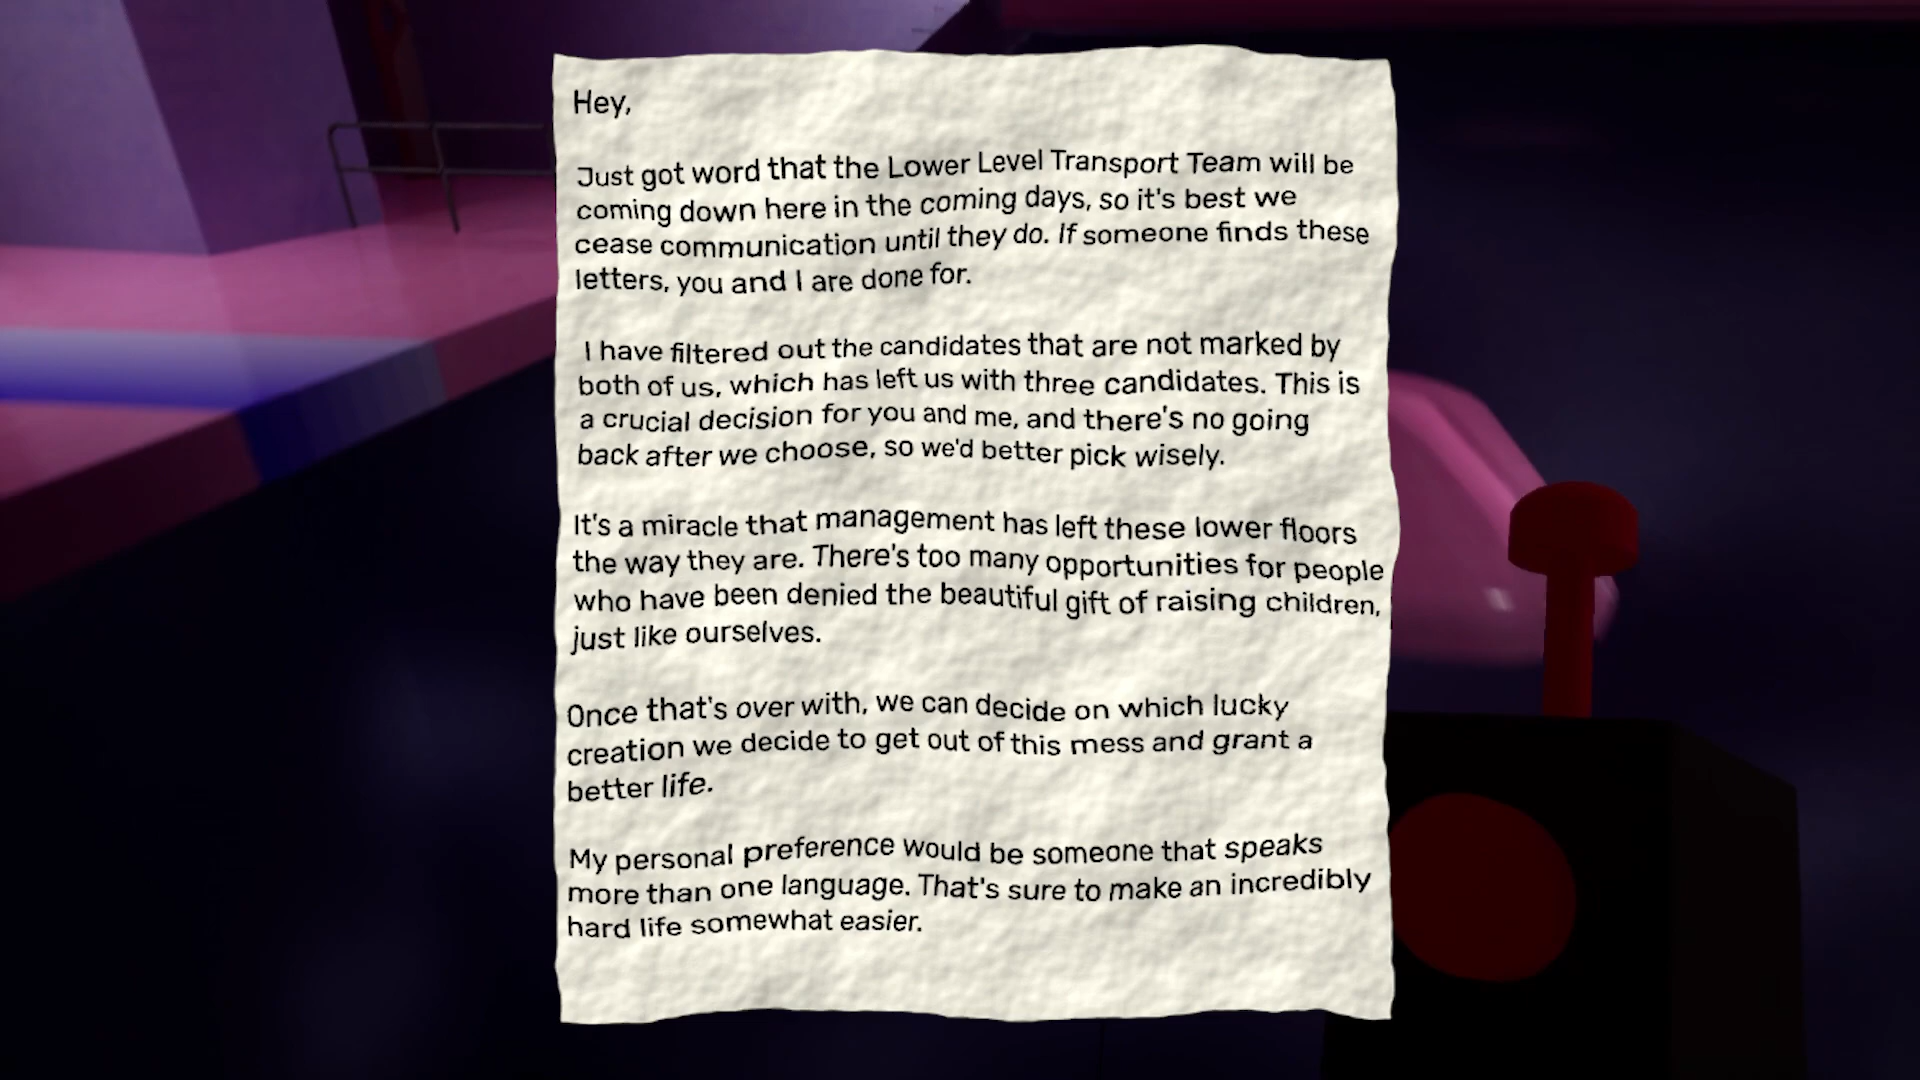 Hey,
Just got word that the Lower Level Transport Team will be
coming down here in the coming days, so it's best we
cease communication until they do. If someone finds these
letters, you and I are done for.
I have filtered out the candidates that are not marked by
both of us, which has left us with three candidates. This is
a crucial decision for you and me, and there's no going
back after we choose, so we'd better pick wisely.
It's a miracle that management has left these lower floors
the way they are. There's too many opportunities for people
who have been denied the beautiful gift of raising children,
just like ourselves.
Once that's over with, we can decide on which lucky
creation we decide to get out of this mess and grant a
better life.
My personal preference would be someone that speaks
more than one language. That's sure to make an incredibly
hard life somewhat easier.